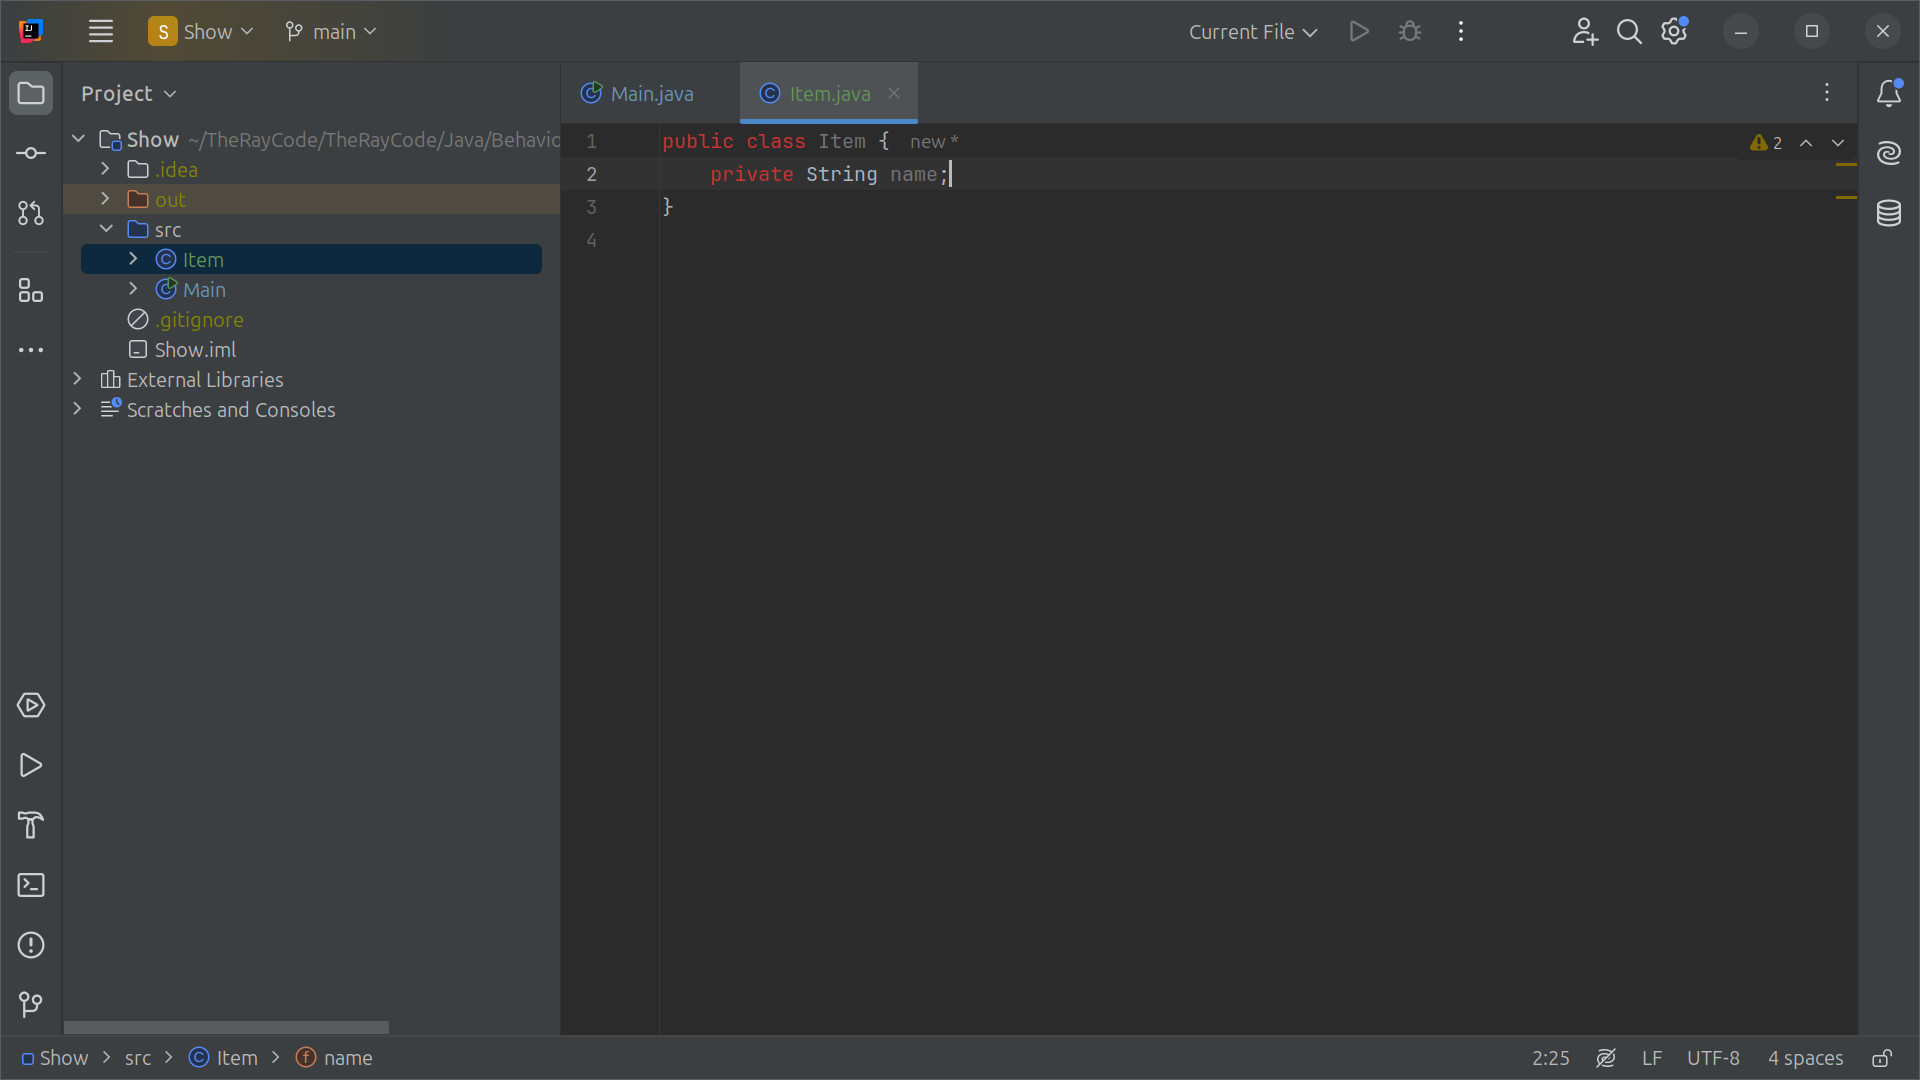 S Show main Current File
Project
Main.java Item.java
Show ~/TheRayCode/TheRayCode/Java/Behavio
.idea
out
src
Item
Main
.gitignore
Show.iml
External Libraries
Scratches and Consoles
1 public class Item { new *
2 private String name;
3 }
4
2
Show src Item name 2:25 LF UTF-8 4 spaces